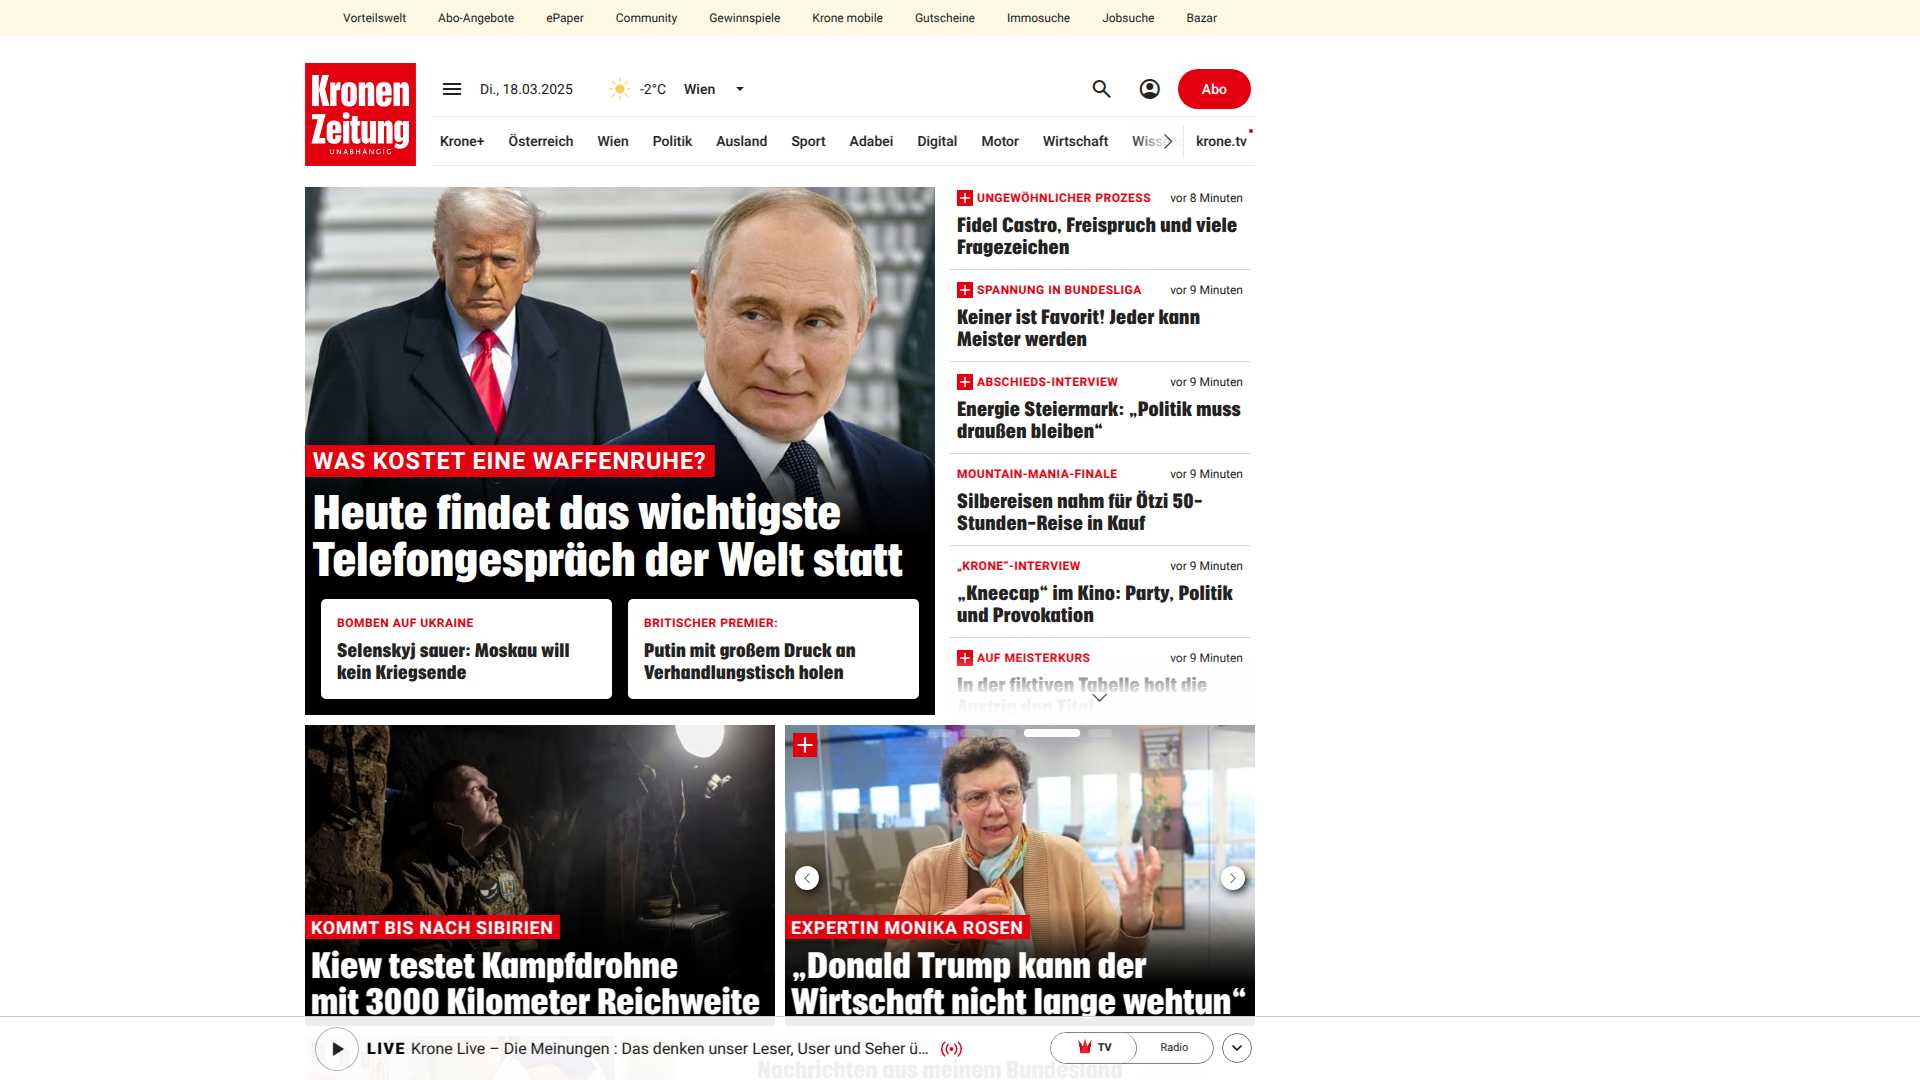 Vorteilswelt Abo-Angebote ePaper Community Gewinnspiele Krone mobile Gutscheine Immosuche Jobsuche Bazar
Kronen
Zeitung
UNABHÄNGIG
Di., 18.03.2025 -2°C Wien
Abo
Krone+ Österreich Wien Politik Ausland Sport Adabei Digital Motor Wirtschaft Wissen krone.tv
WAS KOSTET EINE WAFFENRUHE?
Heute findet das wichtigste
Telefongespräch der Welt statt
BOMBEN AUF UKRAINE
Selenskyj sauer: Moskau will
kein Kriegsende
BRITISCHER PREMIER:
Putin mit großem Druck an
Verhandlungstisch holen
UNGEWÖHNLICHER PROZESS vor 8 Minuten
Fidel Castro, Freispruch und viele
Fragezeichen
SPANNUNG IN BUNDESLIGA vor 9 Minuten
Keiner ist Favorit! Jeder kann
Meister werden
ABSCHIEDS-INTERVIEW vor 9 Minuten
Energie Steiermark: „Politik muss
draußen bleiben“
MOUNTAIN-MANIA-FINALE vor 9 Minuten
Silbereisen nahm für Ötzi 50-
Stunden-Reise in Kauf
„KRONE“-INTERVIEW vor 9 Minuten
„Kneecap“ im Kino: Party, Politik
und Provokation
AUF MEISTERKURS vor 9 Minuten
In der fiktiven Tabelle holt die
Austria den Titel
KOMMT BIS NACH SIBIRIEN
Kiew testet Kampfdrohne
mit 3000 Kilometer Reichweite
EXPERTIN MONIKA ROSEN
„Donald Trump kann der
Wirtschaft nicht lange wehtun“
LIVE Krone Live – Die Meinungen : Das denken unser Leser, User und Seher ü...
TV Radio
Nachrichten aus meinem Bundesland